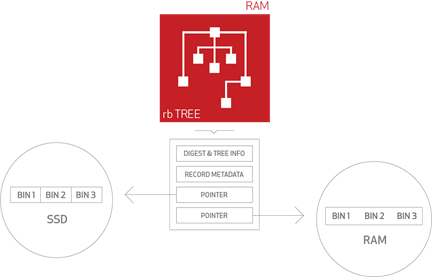 RAM
rb TREE
DIGEST & TREE INFO
RECORD METADATA
POINTER
POINTER
BIN 1 BIN 2 BIN 3
SSD
BIN 1 BIN 2 BIN 3
RAM